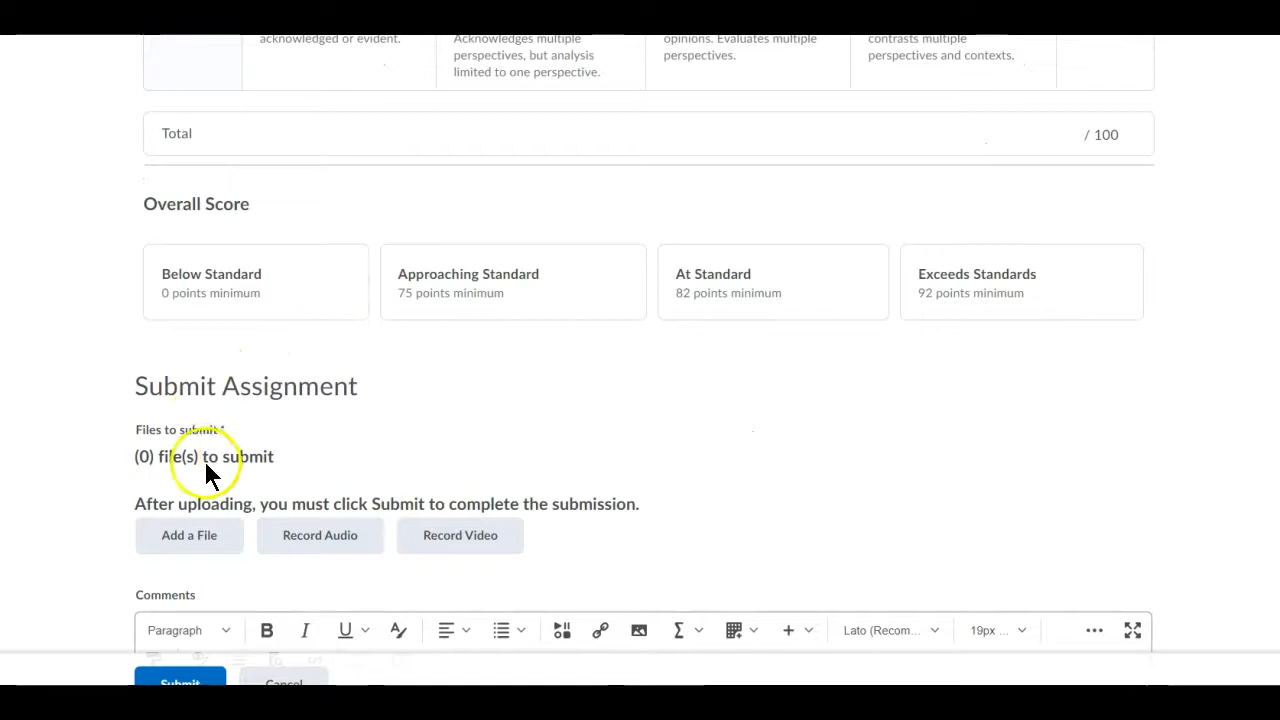 acknowledged or evident.
Acknowledges multiple
perspectives, but analysis
limited to one perspective.
opinions. Evaluates multiple
perspectives.
contrasts multiple
perspectives and contexts.
Total
/ 100
Overall Score
Below Standard
0 points minimum
Approaching Standard
75 points minimum
At Standard
82 points minimum
Exceeds Standards
92 points minimum
Submit Assignment
Files to submit *
(0) file(s) to submit
After uploading, you must click Submit to complete the submission.
Add a File
Record Audio
Record Video
Comments
Paragraph
Lato (Recom...
19px ...
Submit
Cancel